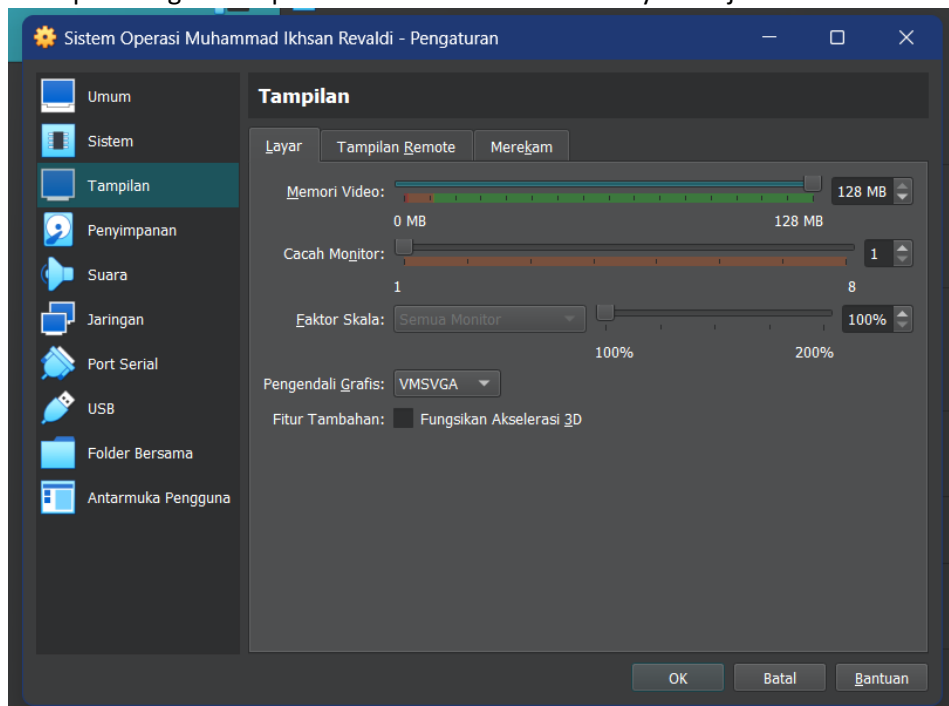 Sistem Operasi Muhammad Ikhsan Revaldi - Pengaturan
Umum
Sistem
Tampilan
Penyimpanan
Suara
Jaringan
Port Serial
USB
Folder Bersama
Antarmuka Pengguna
Tampilan
Layar Tampilan Remote Merekam
Memori Video: 128 MB
0 MB 128 MB
Cacah Monitor: 1
1 8
Faktor Skala: Semua Monitor 100%
100% 200%
Pengendali Grafis: VMSVGA
Fitur Tambahan: Fungsikan Akselerasi 3D
OK Batal Bantuan